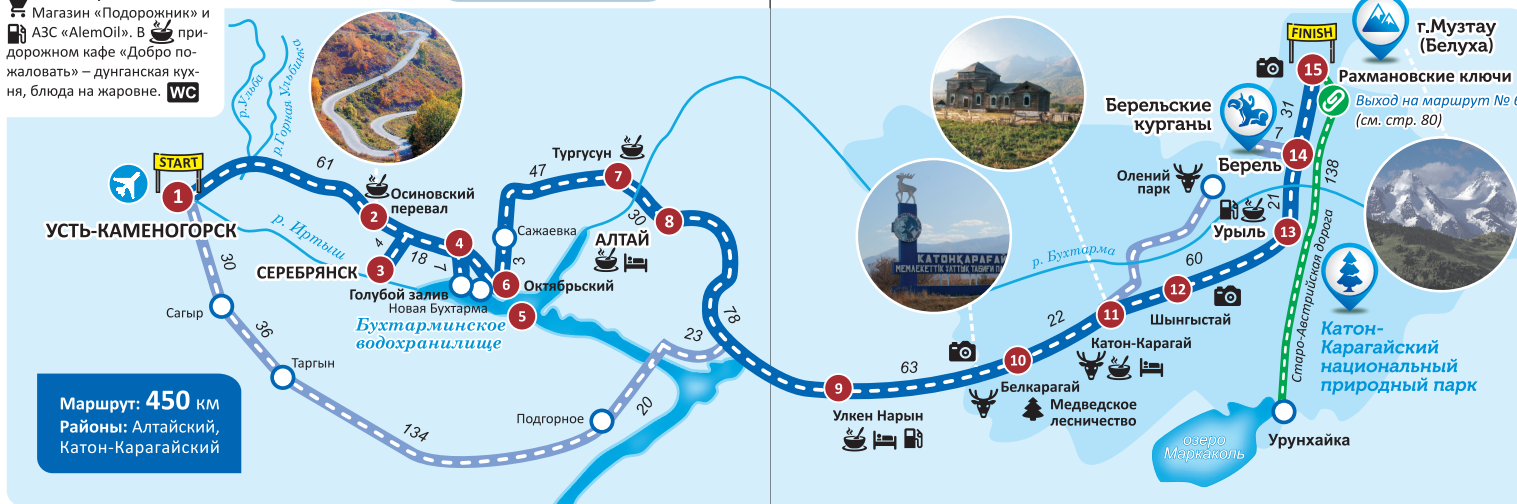 Магазин «Подорожник» и
АЗС «AlemOil». В при-
дорожном кафе «Добро по-
жаловать» – дунганская кух-
ня, блюда на жаровне. WC
р.Ульба
р.Горная Ульбинка
START
1
УСТЬ-КАМЕНОГОРСК
61
Осиновский
перевал
2
4
3
СЕРЕБРЯНСК
р. Иртыш
18
4
7
Голубой залив
Новая Бухтарма
6
Октябрьский
5
Бухтарминское
водохранилище
3
Сажаевка
47
Тургусун
7
30
8
АЛТАЙ
78
23
20
Подгорное
134
Таргын
36
Сагыр
30
Маршрут: 450 км
Районы: Алтайский,
Катон-Карагайский
9
Улкен Нарын
63
10
Белкарагай
Медведское
лесничество
22
11
Катон-Карагай
КАТОНҚАРАҒАЙ
МЕМЛЕКЕТТІК ҰЛТТЫҚ ТАБИҒИ
12
Шынгыстай
60
р. Бухтарма
13
Урыль
21
Олений
парк
14
Берель
7
Берельские
курганы
31
15
FINISH
г.Музтау
(Белуха)
Рахмановские ключи
Выход на маршрут № 6
(см. стр. 80)
138
Старо-Австрийская дорога
Катон-
Карагайский
национальный
природный парк
Урунхайка
озеро
Маркаколь